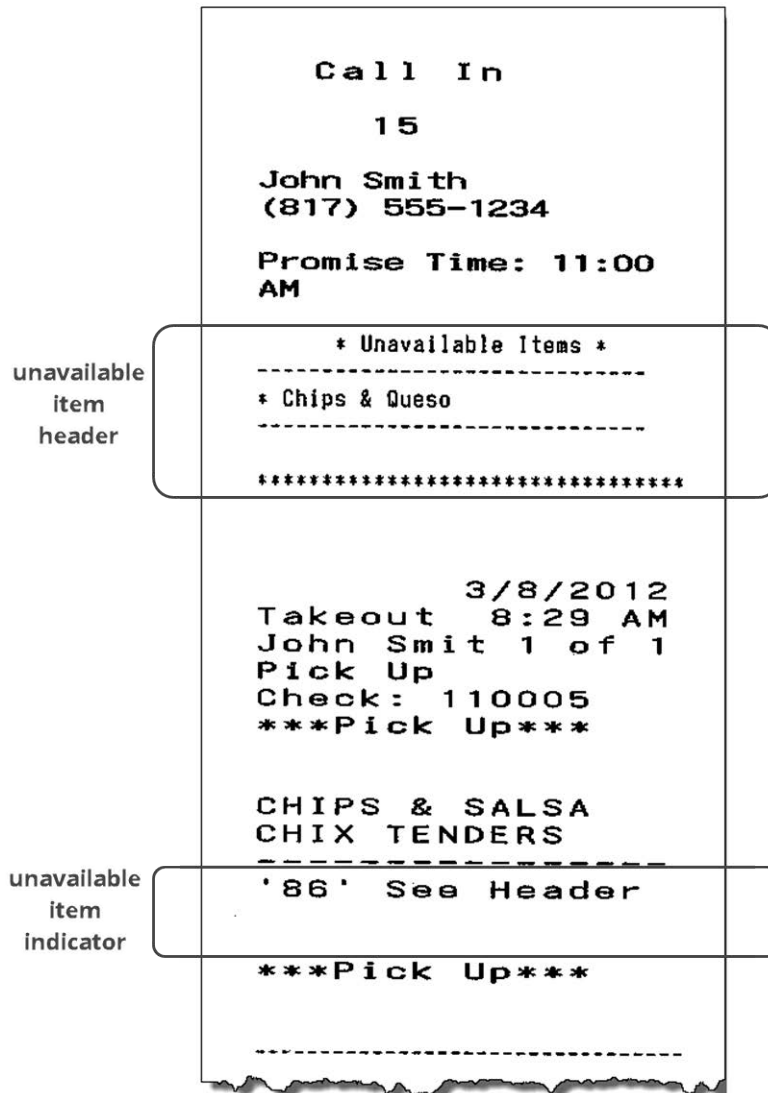 Call In
15
John Smith
(817) 555-1234
Promise Time: 11:00
AM
unavailable
item
header
* Unavailable Items *
------------------------------
* Chips & Queso
------------------------------
*********************************
3/8/2012
Takeout 8:29 AM
John Smit 1 of 1
Pick Up
Check: 110005
***Pick Up***
CHIPS & SALSA
CHIX TENDERS
----------------
unavailable
item
indicator
'86' See Header
***Pick Up***
---------------------------------